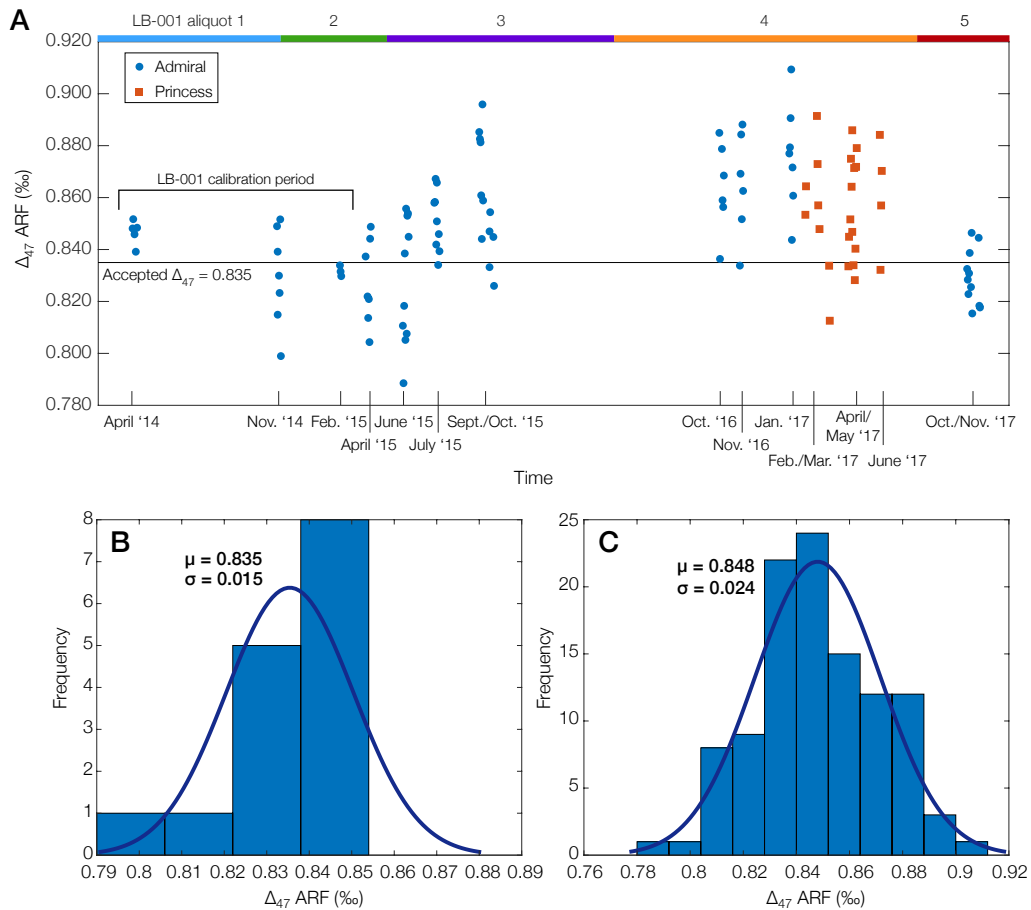 LB-001 aliquot 1 2 3 4 5
A
0.920
0.900
0.880
0.860
0.840
0.820
0.800
0.780
Δ47 ARF (‰)
Admiral
Princess
LB-001 calibration period
Accepted Δ47 = 0.835
April ‘14 Nov. ‘14 Feb. ‘15 June ‘15 Sept./Oct. ‘15 Oct. ‘16 Jan. ‘17 April/ Oct./Nov. ‘17
April ‘15 July ‘15 Nov. ‘16 May ‘17
Feb./Mar. ‘17 June ‘17
Time
B
μ = 0.835
σ = 0.015
8
7
6
5
4
3
2
1
0
Frequency
0.79 0.8 0.81 0.82 0.83 0.84 0.85 0.86 0.87 0.88 0.89
Δ47 ARF (‰)
C
μ = 0.848
σ = 0.024
25
20
15
10
5
0
Frequency
0.76 0.78 0.8 0.82 0.84 0.86 0.88 0.9 0.92
Δ47 ARF (‰)